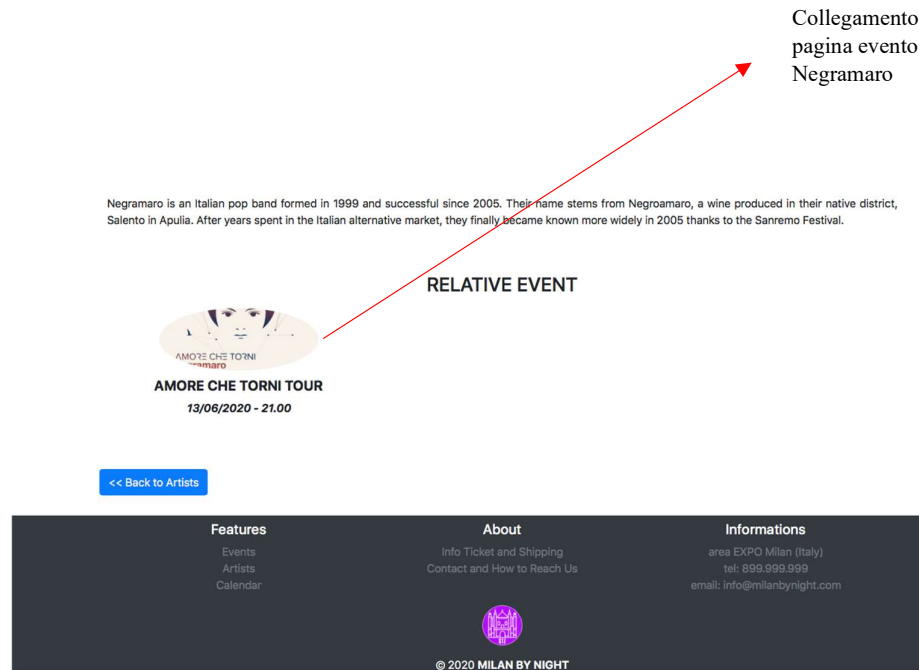 Collegamento
pagina evento
Negramaro
Negramaro is an Italian pop band formed in 1999 and successful since 2005. Their name stems from Negroamaro, a wine produced in their native district,
Salento in Apulia. After years spent in the Italian alternative market, they finally became known more widely in 2005 thanks to the Sanremo Festival.
RELATIVE EVENT
AMORE CHE TORNI
negramaro
AMORE CHE TORNI TOUR
13/06/2020 - 21.00
<< Back to Artists
Features
About
Informations
Events
Info Ticket and Shipping
area EXPO Milan (Italy)
Artists
Contact and How to Reach Us
tel: 899.999.999
Calendar
email: info@milanbynight.com
© 2020 MILAN BY NIGHT